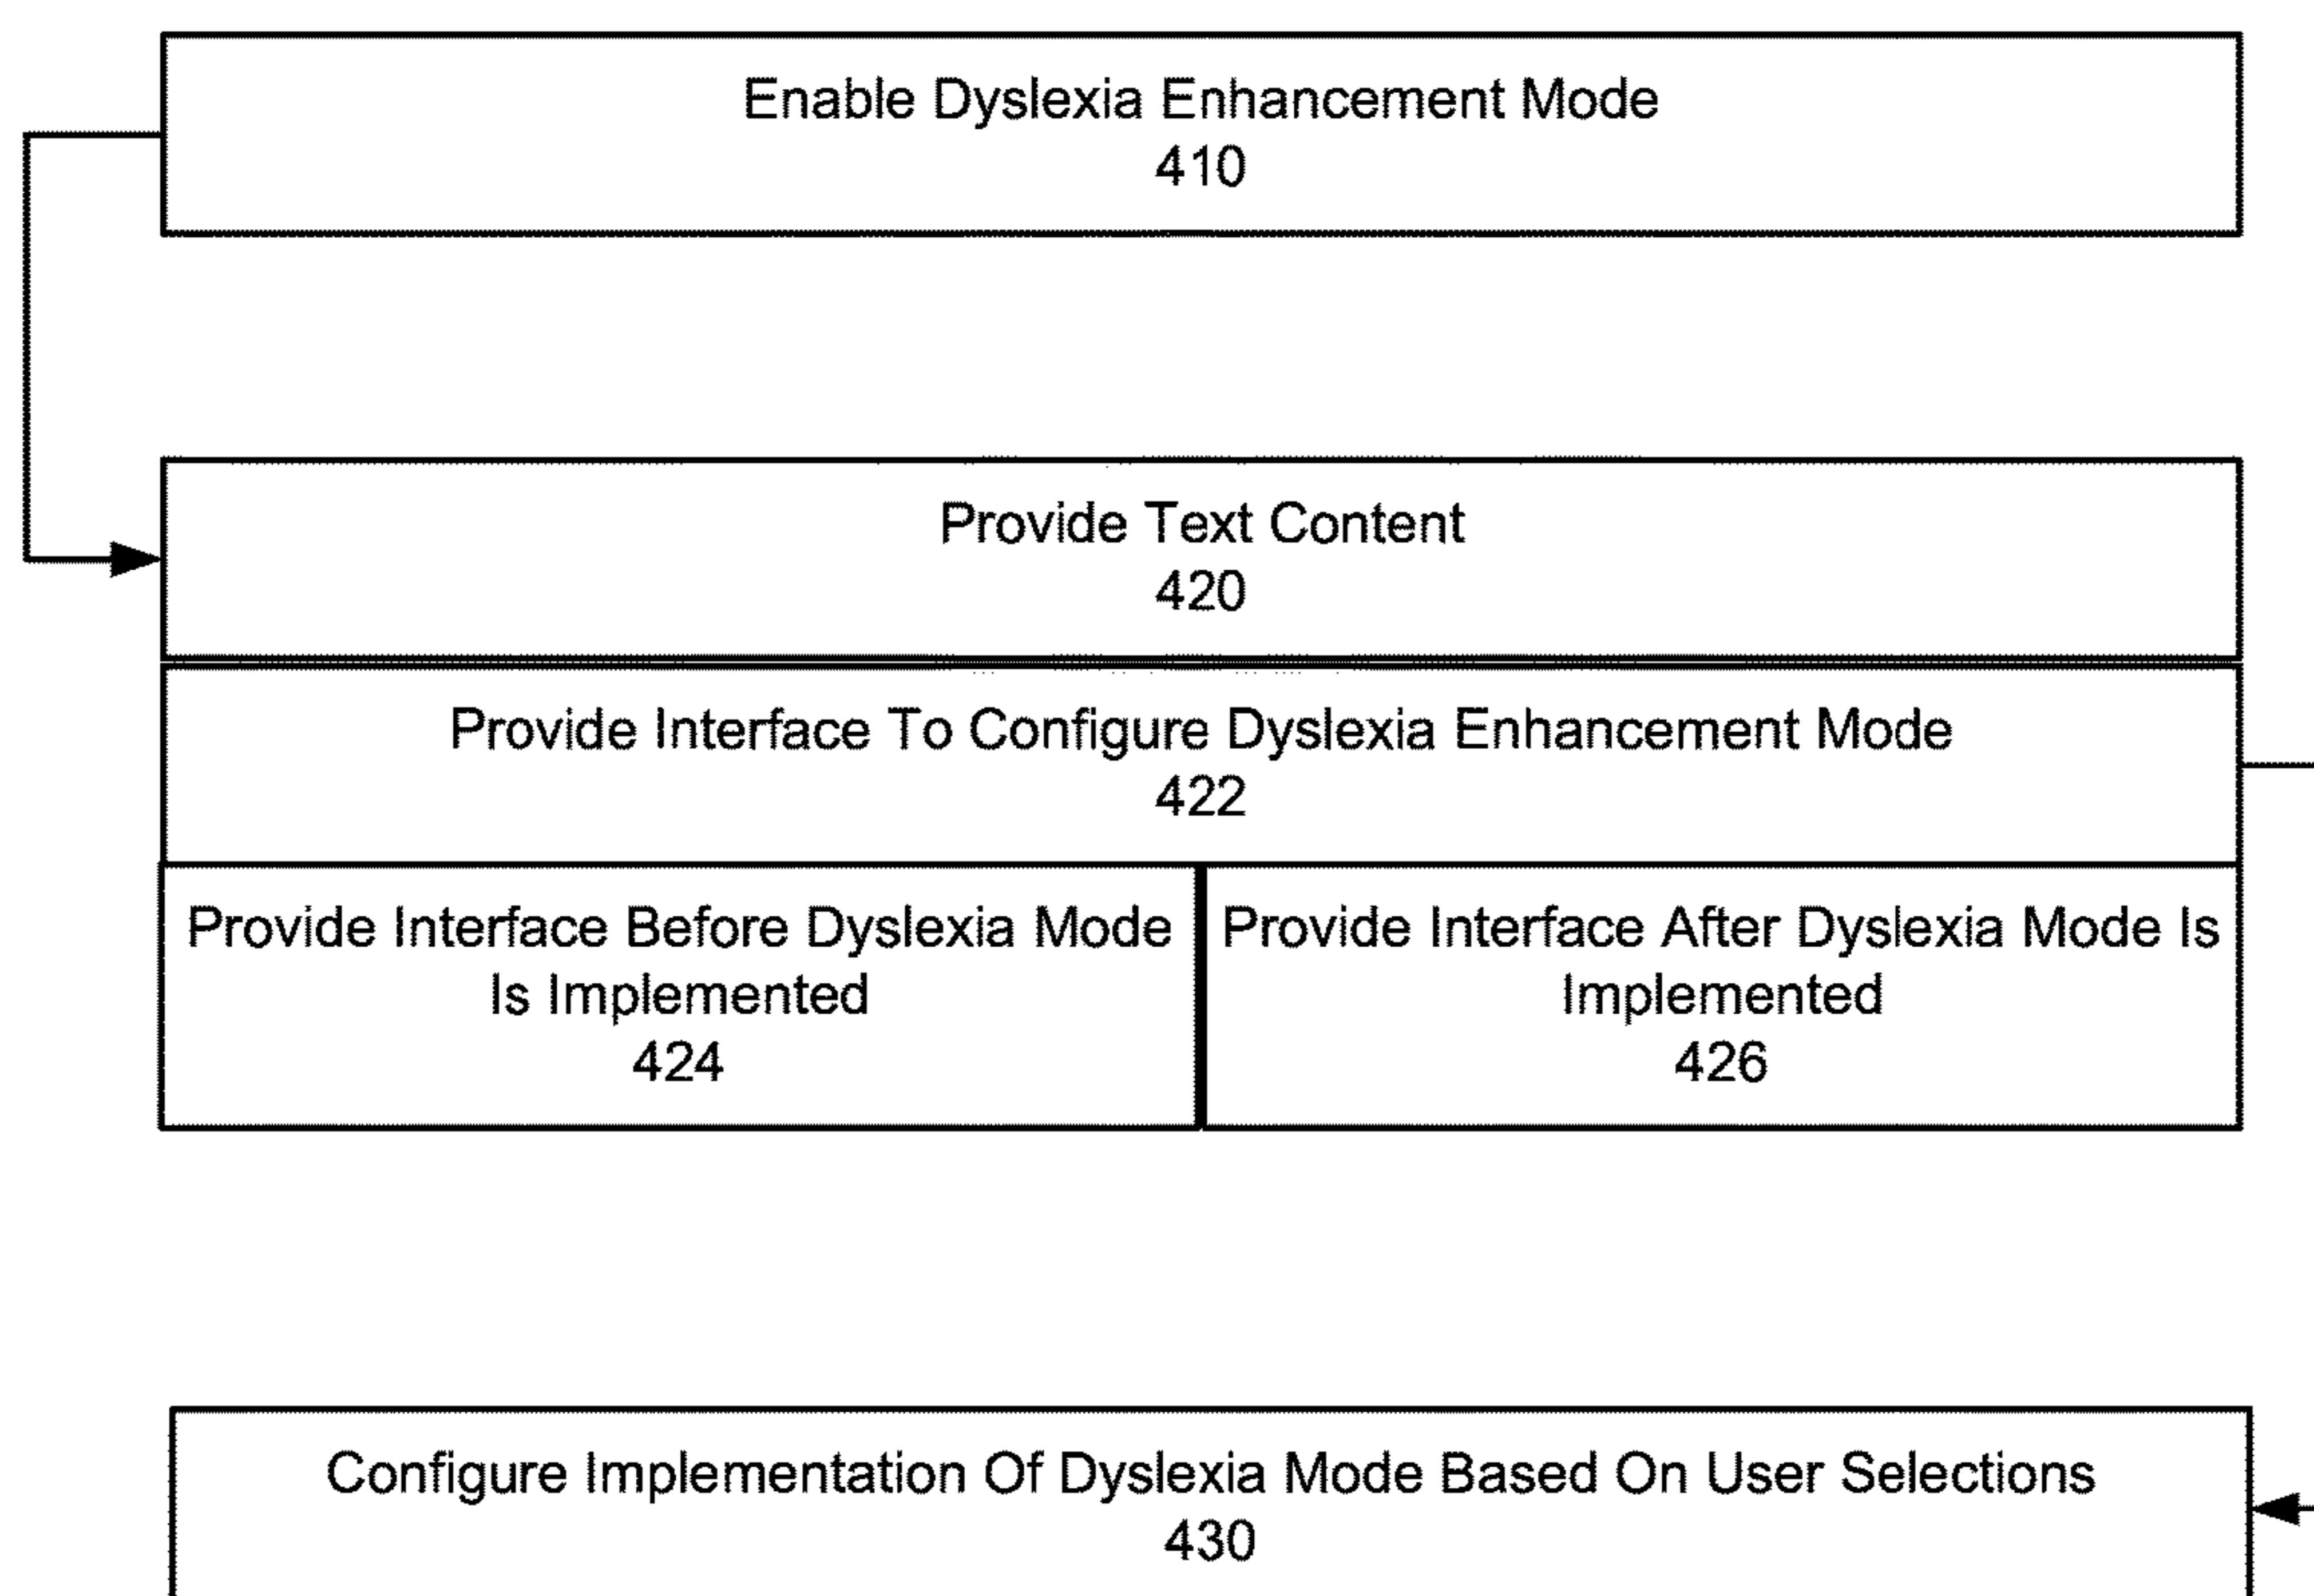 Enable Dyslexia Enhancement Mode
410
Provide Text Content
420
Provide Interface To Configure Dyslexia Enhancement Mode
422
Provide Interface Before Dyslexia Mode
Is Implemented
424
Provide Interface After Dyslexia Mode Is
Implemented
426
Configure Implementation Of Dyslexia Mode Based On User Selections
430